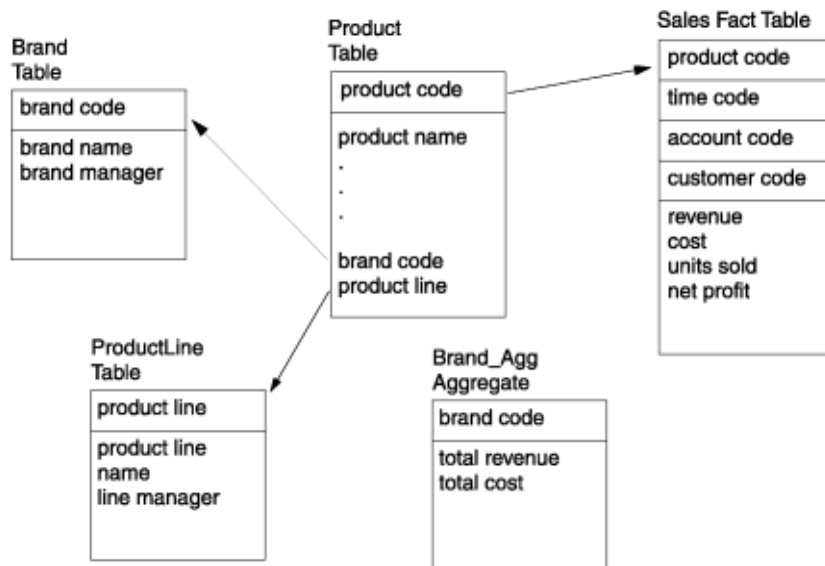 Brand
Table
brand code
brand name
brand manager
Product
Table
product code
product name
.
.
.
brand code
product line
Sales Fact Table
product code
time code
account code
customer code
revenue
cost
units sold
net profit
ProductLine
Table
product line
product line
name
line manager
Brand_Agg
Aggregate
brand code
total revenue
total cost